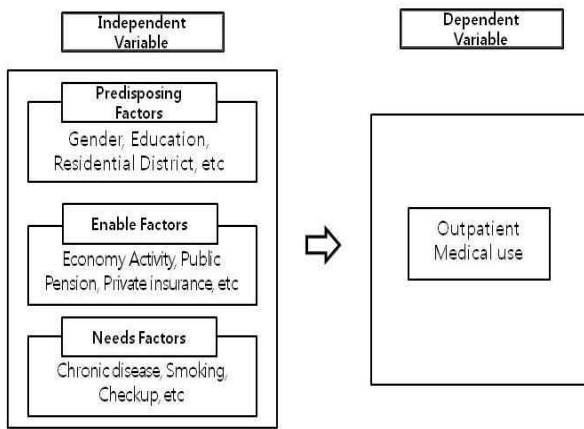 Independent
Variable
Predisposing
Factors
Gender, Education,
Residential District, etc
Enable Factors
Economy Activity, Public
Pension, Private insurance, etc
Needs Factors
Chronic disease, Smoking,
Checkup, etc
Dependent
Variable
Outpatient
Medical use